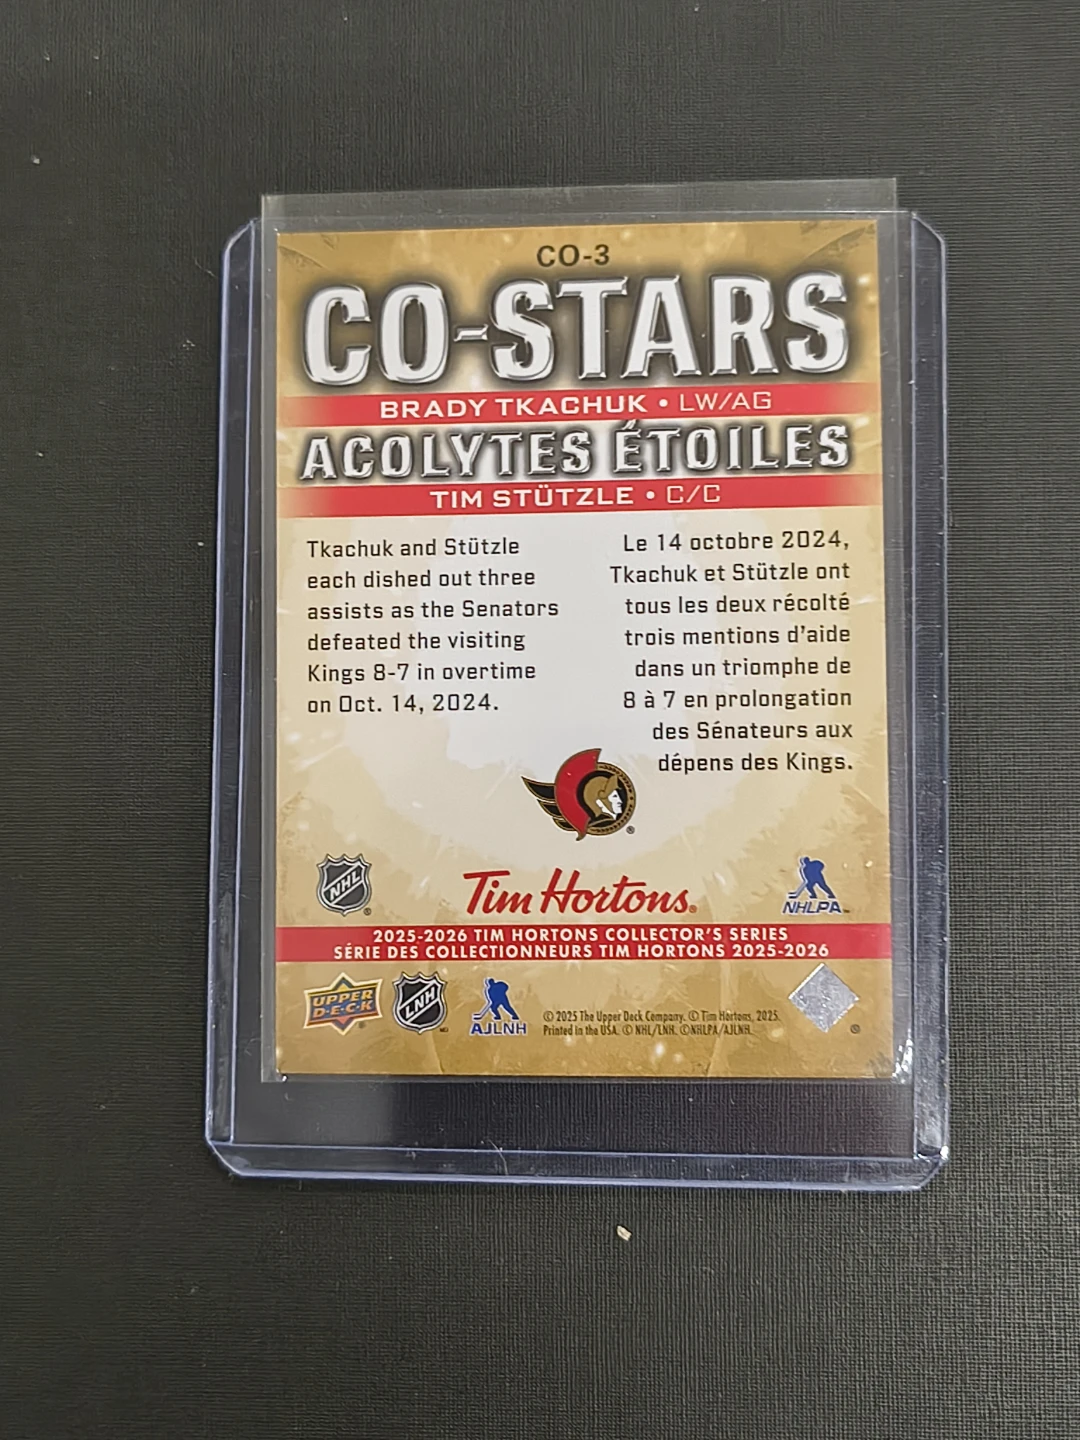 CO-3
CO-STARS
BRADY TKACHUK • LW/AG
ACOLYTES ÉTOILES
TIM STÜTZLE • C/C
Tkachuk and Stützle
each dished out three
assists as the Senators
defeated the visiting
Kings 8-7 in overtime
on Oct. 14, 2024.
Le 14 octobre 2024,
Tkachuk et Stützle ont
tous les deux récolté
trois mentions d'aide
dans un triomphe de
8 à 7 en prolongation
des Sénateurs aux
dépens des Kings.
NHL
Tim Hortons®
NHLPA
2025-2026 TIM HORTONS COLLECTOR'S SERIES
SÉRIE DES COLLECTIONNEURS TIM HORTONS 2025-2026
UPPER
D·E·C·K
LNH
AJLNH
© 2025 The Upper Deck Company. © Tim Hortons, 2025.
Printed in the USA. © NHL/LNH. ©NHLPA/AJLNH.